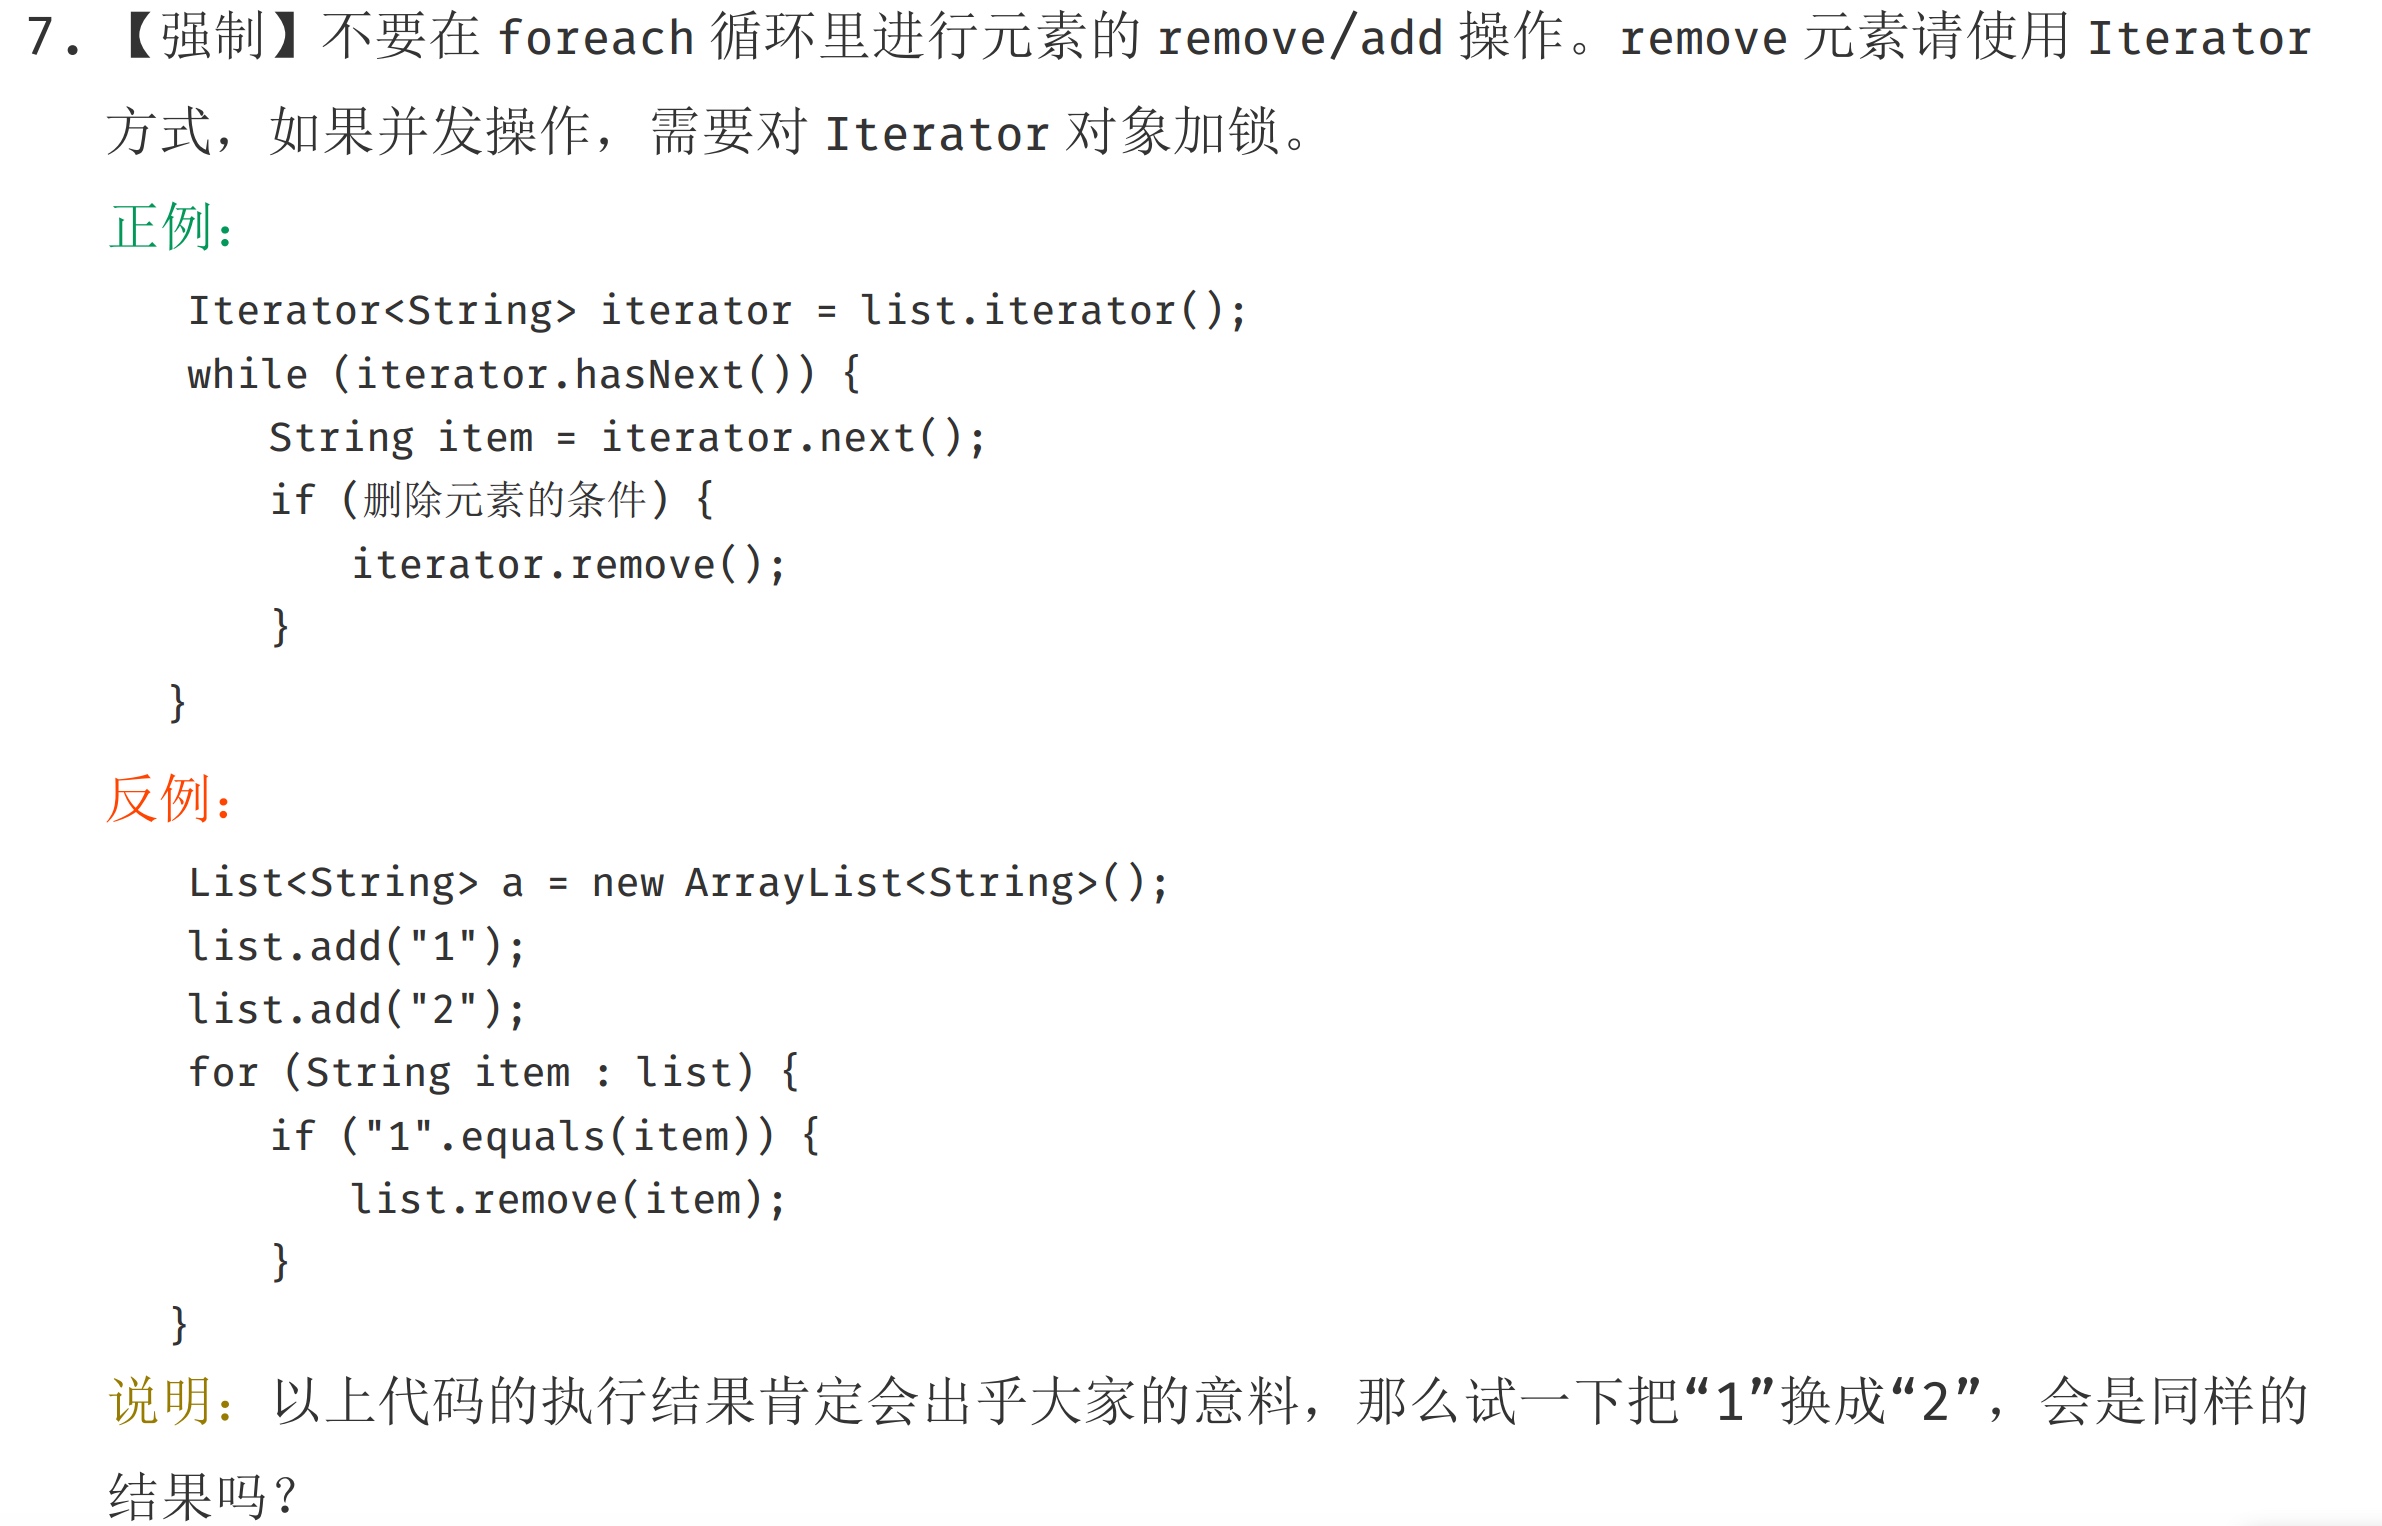 7. 【强制】不要在 foreach 循环里进行元素的 remove/add 操作。remove 元素请使用 Iterator
方式，如果并发操作，需要对 Iterator 对象加锁。
正例：
Iterator<String> iterator = list.iterator();
while (iterator.hasNext()) {
String item = iterator.next();
if (删除元素的条件) {
iterator.remove();
}
}
反例：
List<String> a = new ArrayList<String>();
list.add("1");
list.add("2");
for (String item : list) {
if ("1".equals(item)) {
list.remove(item);
}
}
说明：以上代码的执行结果肯定会出乎大家的意料，那么试一下把“1”换成“2”，会是同样的
结果吗？